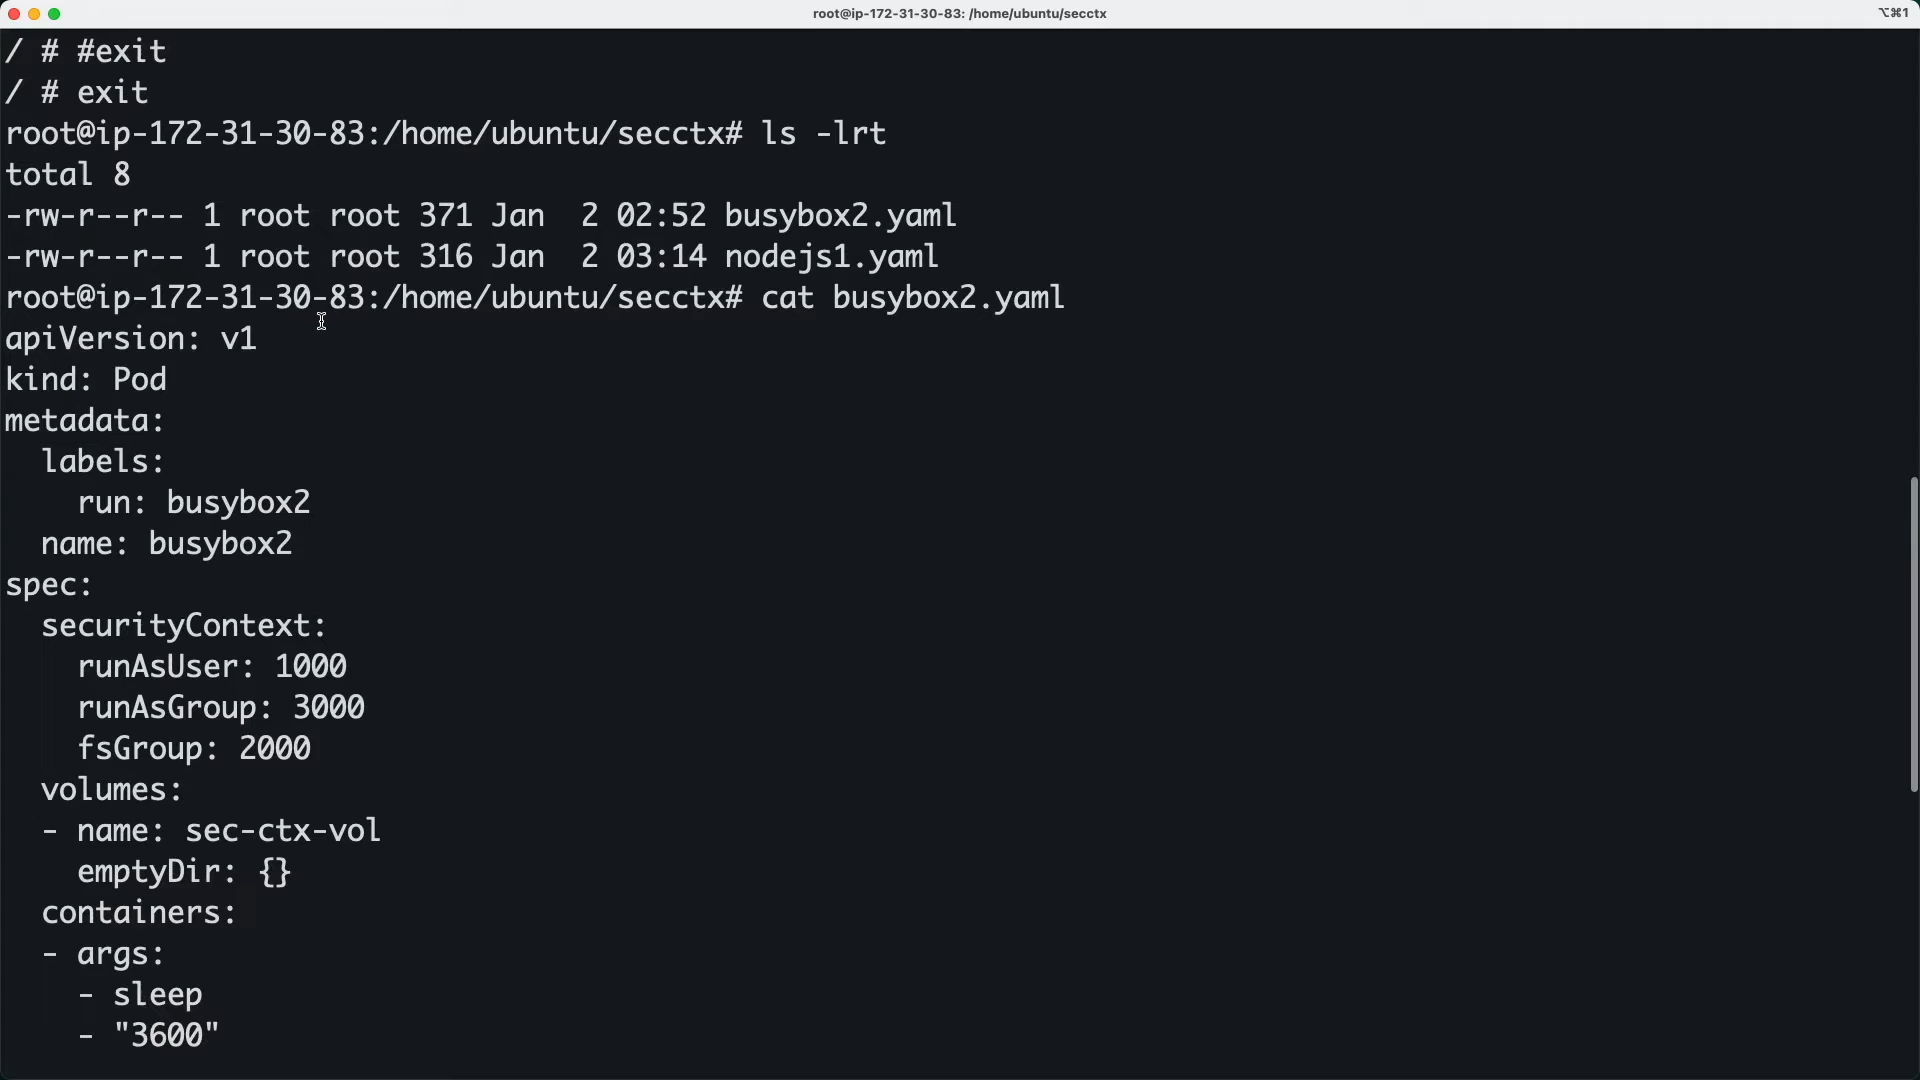 root@ip-172-31-30-83: /home/ubuntu/secctx
⌥⌘1
/ # #exit
/ # exit
root@ip-172-31-30-83:/home/ubuntu/secctx# ls -lrt
total 8
-rw-r--r-- 1 root root 371 Jan  2 02:52 busybox2.yaml
-rw-r--r-- 1 root root 316 Jan  2 03:14 nodejs1.yaml
root@ip-172-31-30-83:/home/ubuntu/secctx# cat busybox2.yaml
apiVersion: v1
kind: Pod
metadata:
  labels:
    run: busybox2
  name: busybox2
spec:
  securityContext:
    runAsUser: 1000
    runAsGroup: 3000
    fsGroup: 2000
  volumes:
  - name: sec-ctx-vol
    emptyDir: {}
  containers:
  - args:
    - sleep
    - "3600"